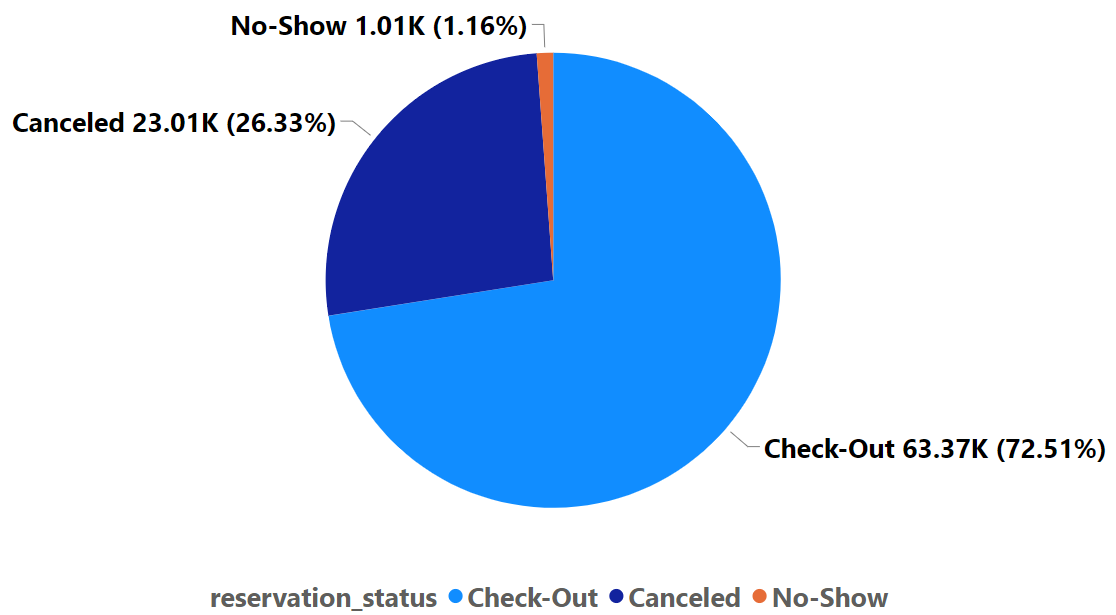 No-Show 1.01K (1.16%)
Canceled 23.01K (26.33%)
Check-Out 63.37K (72.51%)
reservation_status Check-Out Canceled No-Show